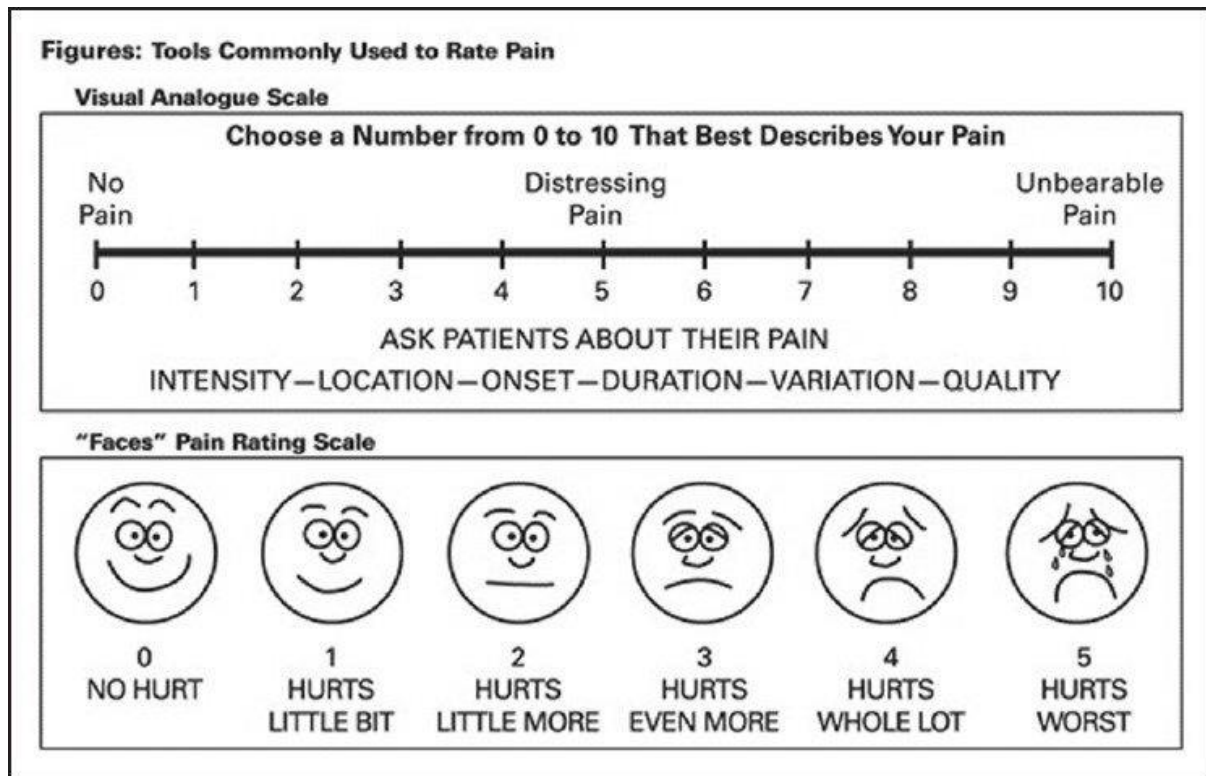 Figures: Tools Commonly Used to Rate Pain
Visual Analogue Scale
Choose a Number from 0 to 10 That Best Describes Your Pain
No Pain
Distressing Pain
Unbearable Pain
0 1 2 3 4 5 6 7 8 9 10
ASK PATIENTS ABOUT THEIR PAIN
INTENSITY—LOCATION—ONSET—DURATION—VARIATION—QUALITY
"Faces" Pain Rating Scale
0
NO HURT
1
HURTS
LITTLE BIT
2
HURTS
LITTLE MORE
3
HURTS
EVEN MORE
4
HURTS
WHOLE LOT
5
HURTS
WORST